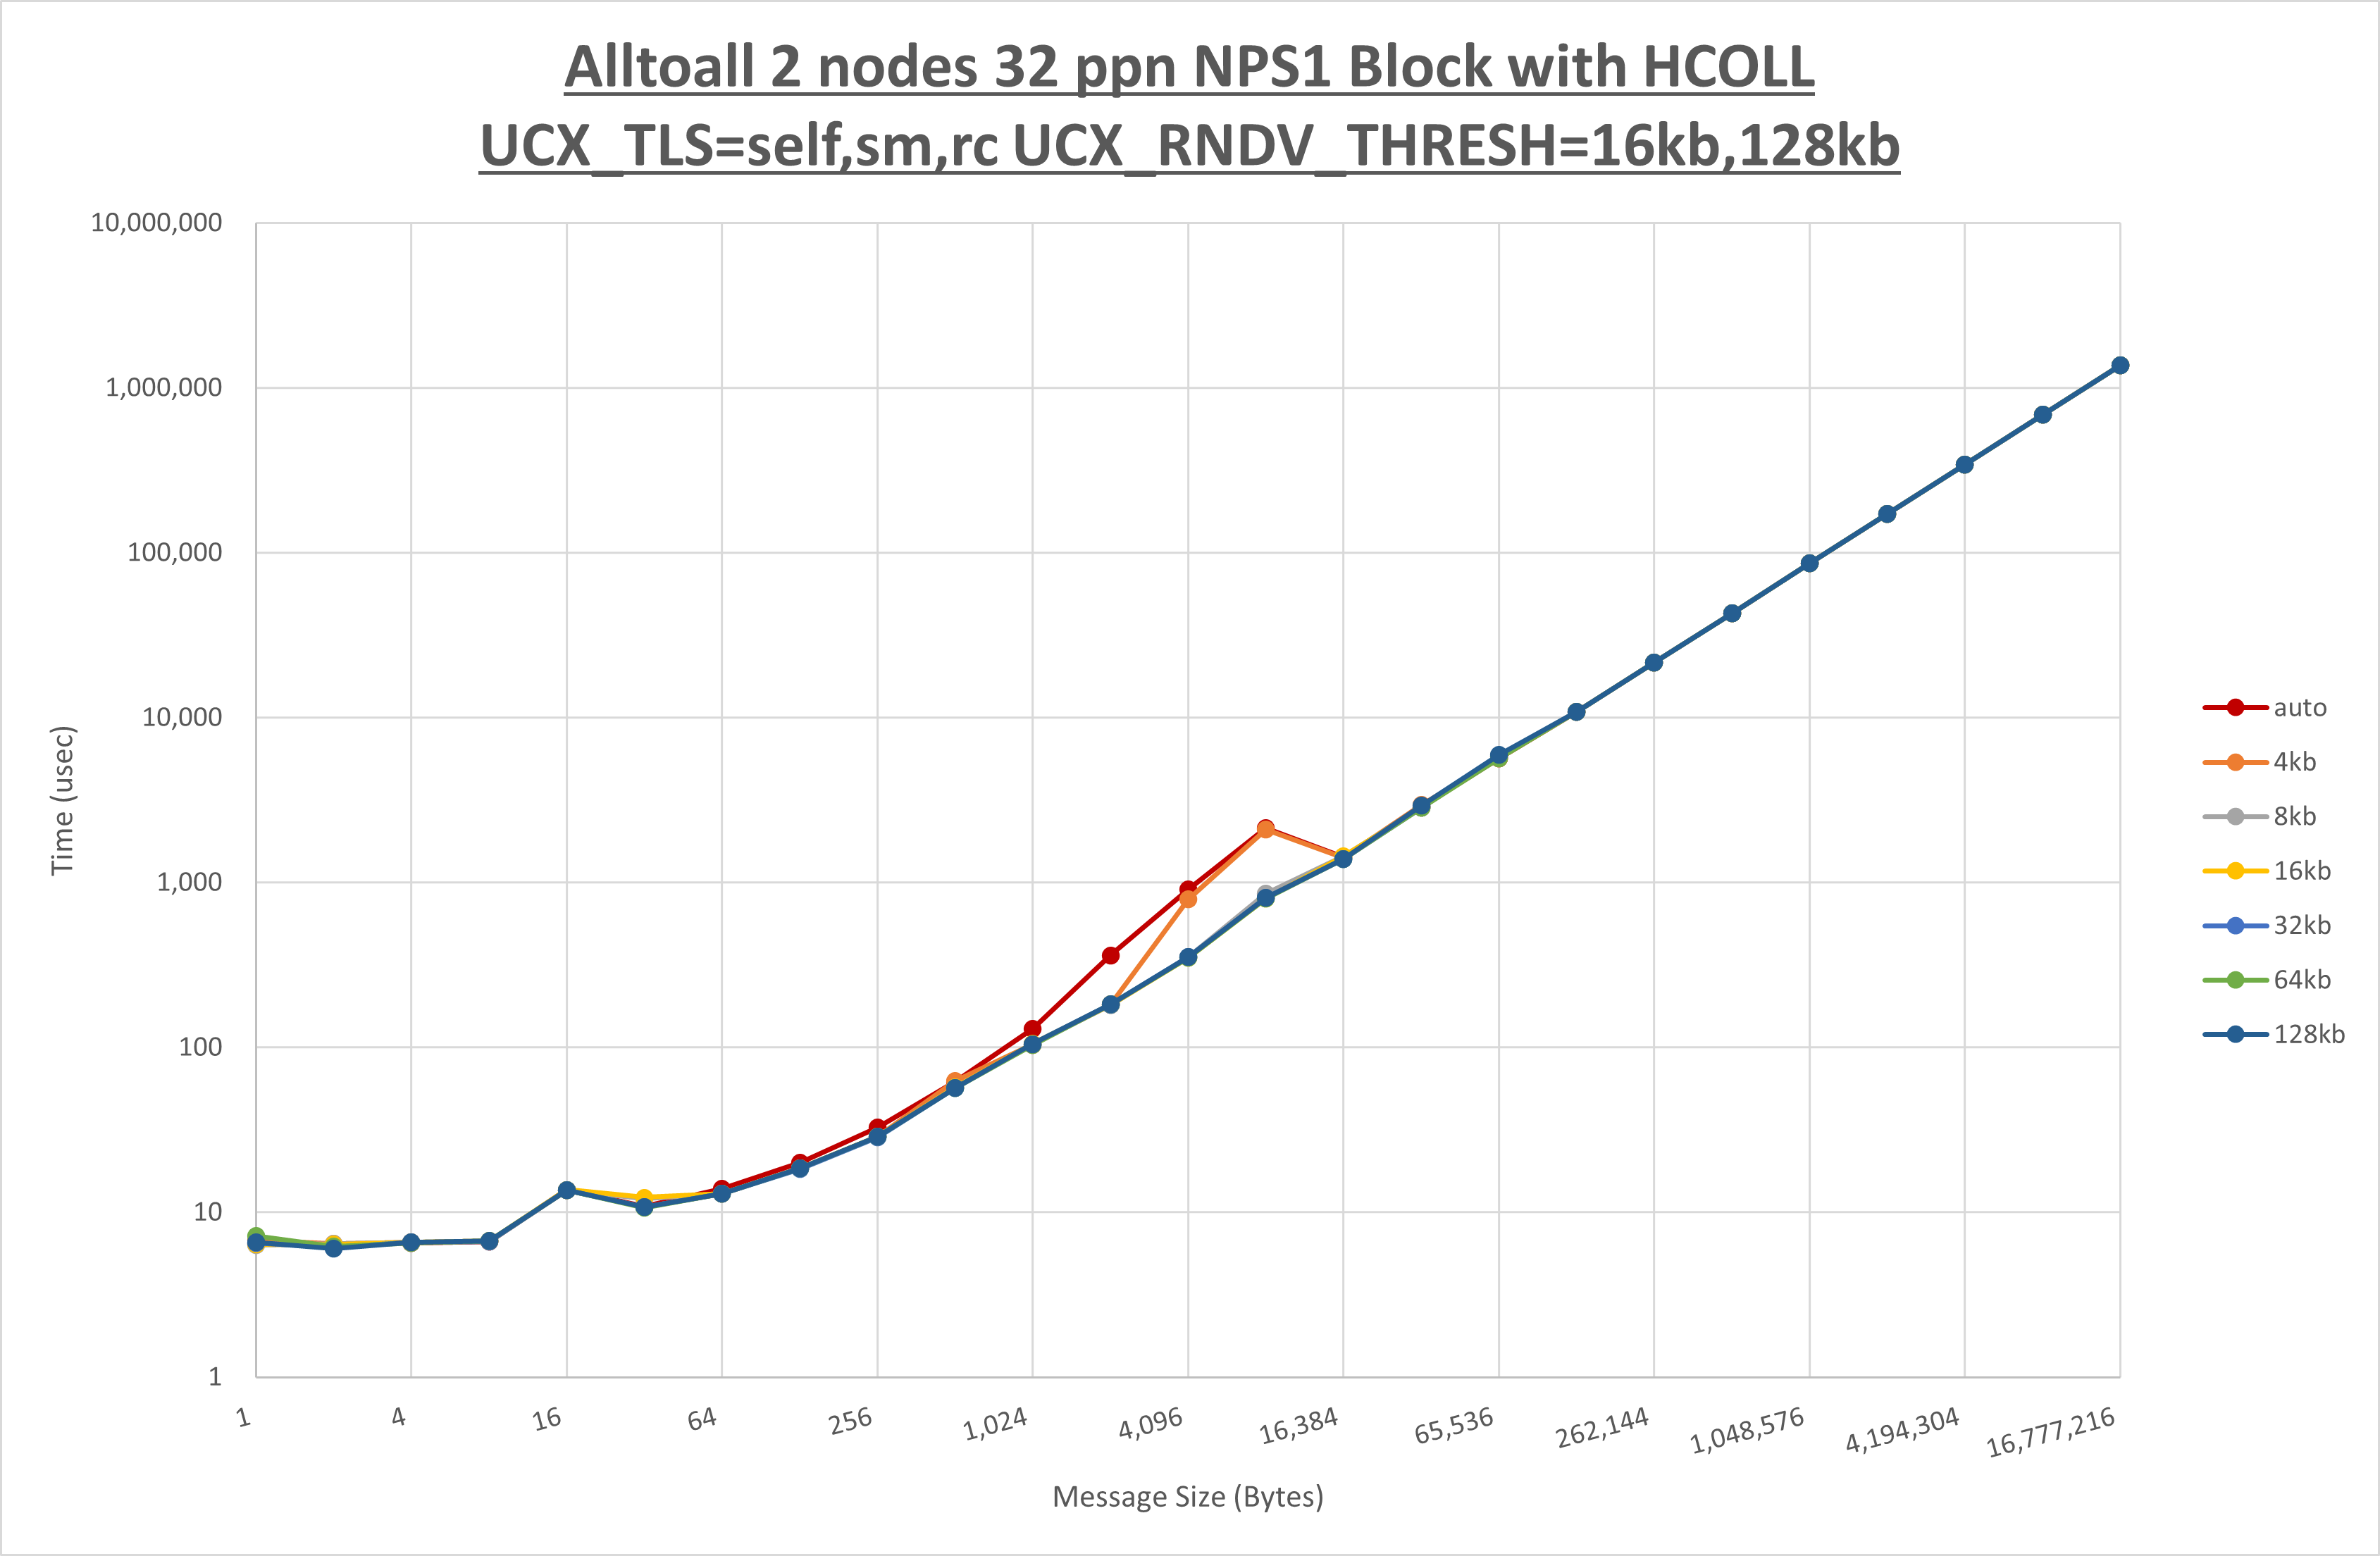 Alltoall 2 nodes 32 ppn NPS1 Block with HCOLL
UCX_TLS=self,sm,rc UCX_RNDV_THRESH=16kb,128kb
10,000,000
1,000,000
100,000
10,000
1,000
100
10
1
Time (usec)
1
4
16
64
256
1,024
4,096
16,384
65,536
262,144
1,048,576
4,194,304
16,777,216
Message Size (Bytes)
auto
4kb
8kb
16kb
32kb
64kb
128kb